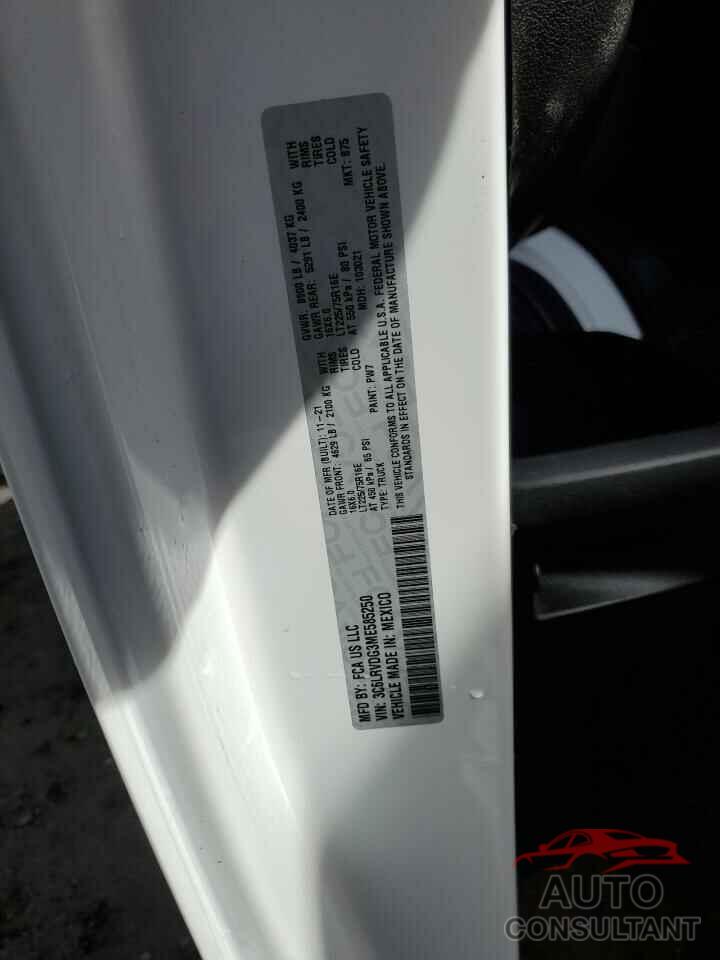 MFD BY: FCA US LLC
DATE OF MFR (BUILT): 11-21
GVWR: 8900 LB / 4037 KG
GAWR FRONT: 4629 LB / 2100 KG WITH
GAWR REAR: 5291 LB / 2400 KG WITH
16X6.0 RIMS
16X6.0 RIMS
LT225/75R16E TIRES
LT225/75R16E TIRES
AT 450 kPa / 65 PSI COLD
AT 550 kPa / 80 PSI COLD
VIN: 3C6LRVDG3ME585250
TYPE: TRUCK
PAINT: PW7
MDH: 103021
MKT: 875
VEHICLE MADE IN: MEXICO
THIS VEHICLE CONFORMS TO ALL APPLICABLE U.S.A. FEDERAL MOTOR VEHICLE SAFETY
STANDARDS IN EFFECT ON THE DATE OF MANUFACTURE SHOWN ABOVE.
AUTO
CONSULTANT